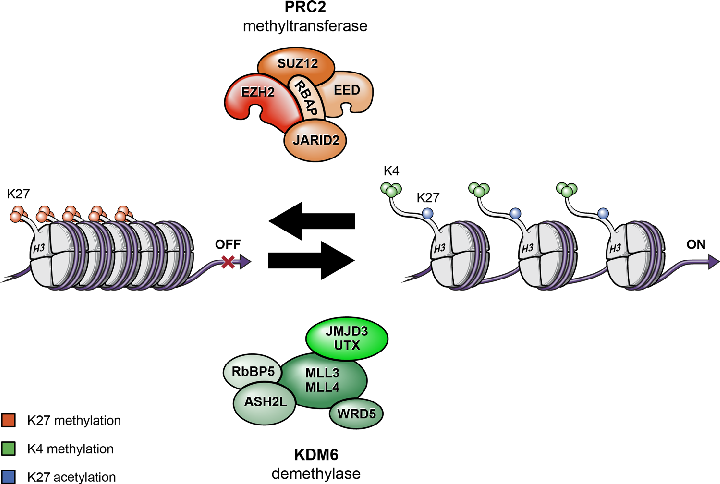 PRC2
methyltransferase
SUZ12
EZH2
RBAP
EED
JARID2
K27
H3
OFF
K4
K27
H3
H3
H3
ON
JMJD3
UTX
RbBP5
MLL3
MLL4
ASH2L
WRD5
KDM6
demethylase
K27 methylation
K4 methylation
K27 acetylation